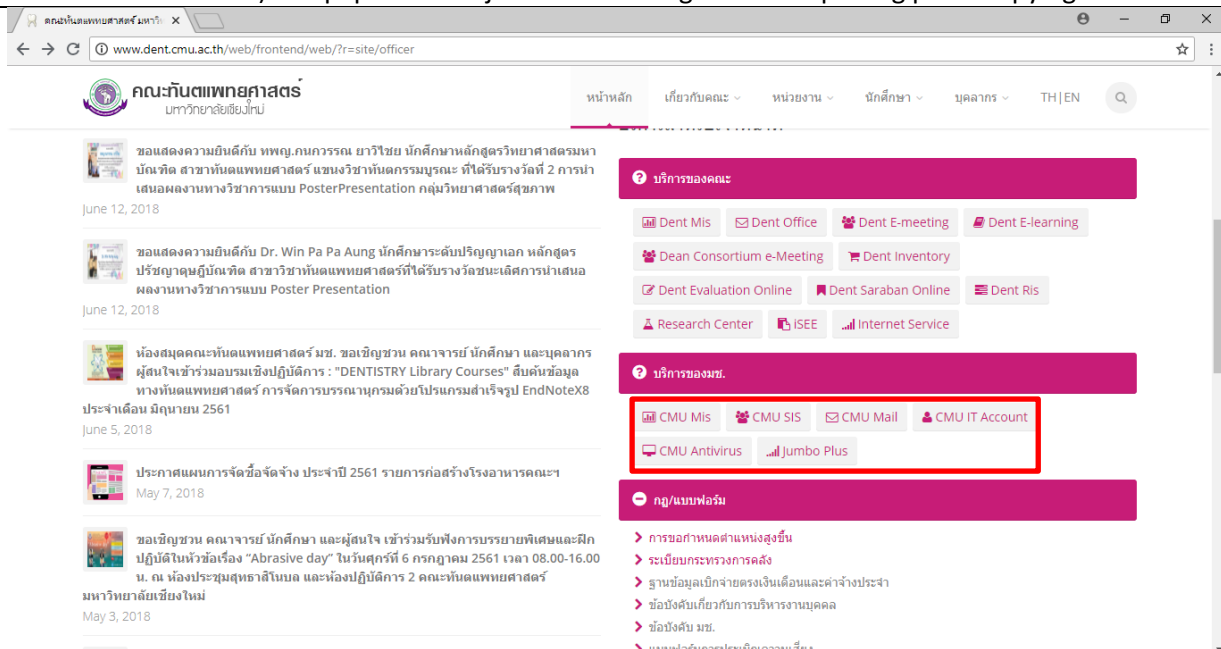 คณะทันตแพทยศาสตร์ มหาวิ
www.dent.cmu.ac.th/web/frontend/web/?r=site/officer
คณะทันตแพทยศาสตร์
มหาวิทยาลัยเชียงใหม่
หน้าหลัก เกี่ยวกับคณะ หน่วยงาน นักศึกษา บุคลากร TH|EN
ขอแสดงความยินดีกับ ทพญ.กนกวรรณ ยาวิไชย นักศึกษาหลักสูตรวิทยาศาสตรมหา
บัณฑิต สาขาทันตแพทยศาสตร์ แขนงวิชาทันตกรรมบูรณะ ที่ได้รับรางวัลที่ 2 การนำ
เสนอผลงานทางวิชาการแบบ PosterPresentation กลุ่มวิทยาศาสตร์สุขภาพ
June 12, 2018
ขอแสดงความยินดีกับ Dr. Win Pa Pa Aung นักศึกษาระดับปริญญาเอก หลักสูตร
ปรัชญาดุษฎีบัณฑิต สาขาวิชาทันตแพทยศาสตร์ที่ได้รับรางวัลชนะเลิศการนำเสนอ
ผลงานทางวิชาการแบบ Poster Presentation
June 12, 2018
ห้องสมุดคณะทันตแพทยศาสตร์ มช. ขอเชิญชวน คณาจารย์ นักศึกษา และบุคลากร
ผู้สนใจเข้าร่วมอบรมเชิงปฏิบัติการ : "DENTISTRY Library Courses" สืบค้นข้อมูล
ทางทันตแพทยศาสตร์ การจัดการบรรณานุกรมด้วยโปรแกรมสำเร็จรูป EndNoteX8
ประจำเดือน มิถุนายน 2561
June 5, 2018
ประกาศแผนการจัดซื้อจัดจ้าง ประจำปี 2561 รายการก่อสร้างโรงอาหารคณะฯ
May 7, 2018
ขอเชิญชวน คณาจารย์ นักศึกษา และผู้สนใจ เข้าร่วมรับฟังการบรรยายพิเศษและฝึก
ปฏิบัติในหัวข้อเรื่อง "Abrasive day" ในวันศุกร์ที่ 6 กรกฎาคม 2561 เวลา 08.00-16.00
น. ณ ห้องประชุมสุทธาสิโนบล และห้องปฏิบัติการ 2 คณะทันตแพทยศาสตร์
มหาวิทยาลัยเชียงใหม่
May 3, 2018
บริการของคณะ
Dent Mis Dent Office Dent E-meeting Dent E-learning
Dean Consortium e-Meeting Dent Inventory
Dent Evaluation Online Dent Saraban Online Dent Ris
Research Center iSEE Internet Service
บริการของมช.
CMU Mis CMU SIS CMU Mail CMU IT Account
CMU Antivirus Jumbo Plus
กฎ/แบบฟอร์ม
การขอกำหนดตำแหน่งสูงขึ้น
ระเบียบกระทรวงการคลัง
ฐานข้อมูลเบิกจ่ายตรงเงินเดือนและค่าจ้างประจำ
ข้อบังคับเกี่ยวกับการบริหารงานบุคคล
ข้อบังคับ มช.